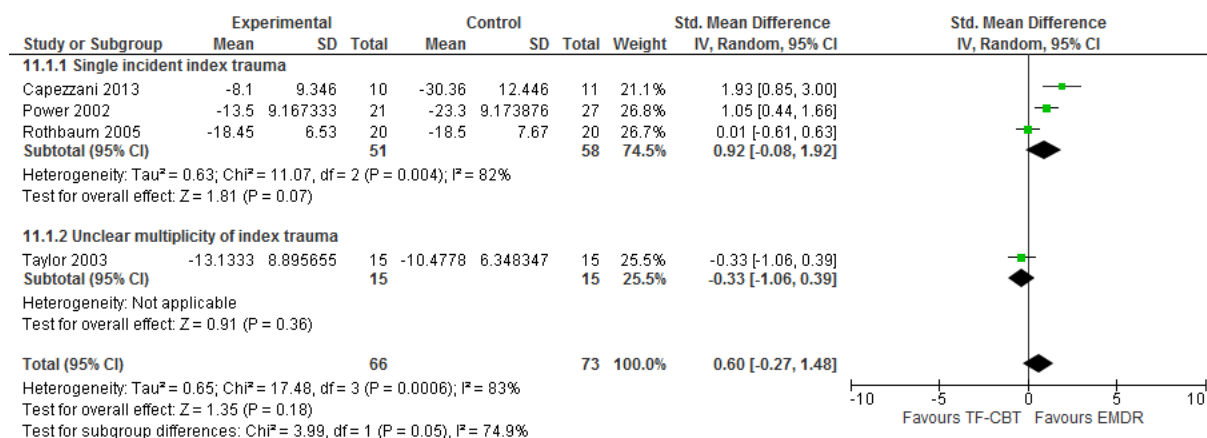 Experimental Control Std. Mean Difference Std. Mean Difference
Study or Subgroup Mean SD Total Mean SD Total Weight IV, Random, 95% CI IV, Random, 95% CI
11.1.1 Single incident index trauma
Capezzani 2013 -8.1 9.346 10 -30.36 12.446 11 21.1% 1.93 [0.85, 3.00]
Power 2002 -13.5 9.167333 21 -23.3 9.173876 27 26.8% 1.05 [0.44, 1.66]
Rothbaum 2005 -18.45 6.53 20 -18.5 7.67 20 26.7% 0.01 [-0.61, 0.63]
Subtotal (95% CI) 51 58 74.5% 0.92 [-0.08, 1.92]
Heterogeneity: Tau² = 0.63; Chi² = 11.07, df = 2 (P = 0.004); I² = 82%
Test for overall effect: Z = 1.81 (P = 0.07)
11.1.2 Unclear multiplicity of index trauma
Taylor 2003 -13.1333 8.895655 15 -10.4778 6.348347 15 25.5% -0.33 [-1.06, 0.39]
Subtotal (95% CI) 15 15 25.5% -0.33 [-1.06, 0.39]
Heterogeneity: Not applicable
Test for overall effect: Z = 0.91 (P = 0.36)
Total (95% CI) 66 73 100.0% 0.60 [-0.27, 1.48]
Heterogeneity: Tau² = 0.65; Chi² = 17.48, df = 3 (P = 0.0006); I² = 83%
Test for overall effect: Z = 1.35 (P = 0.18)
Test for subgroup differences: Chi² = 3.99, df = 1 (P = 0.05), I² = 74.9%
-10 -5 0 5 10
Favours TF-CBT Favours EMDR